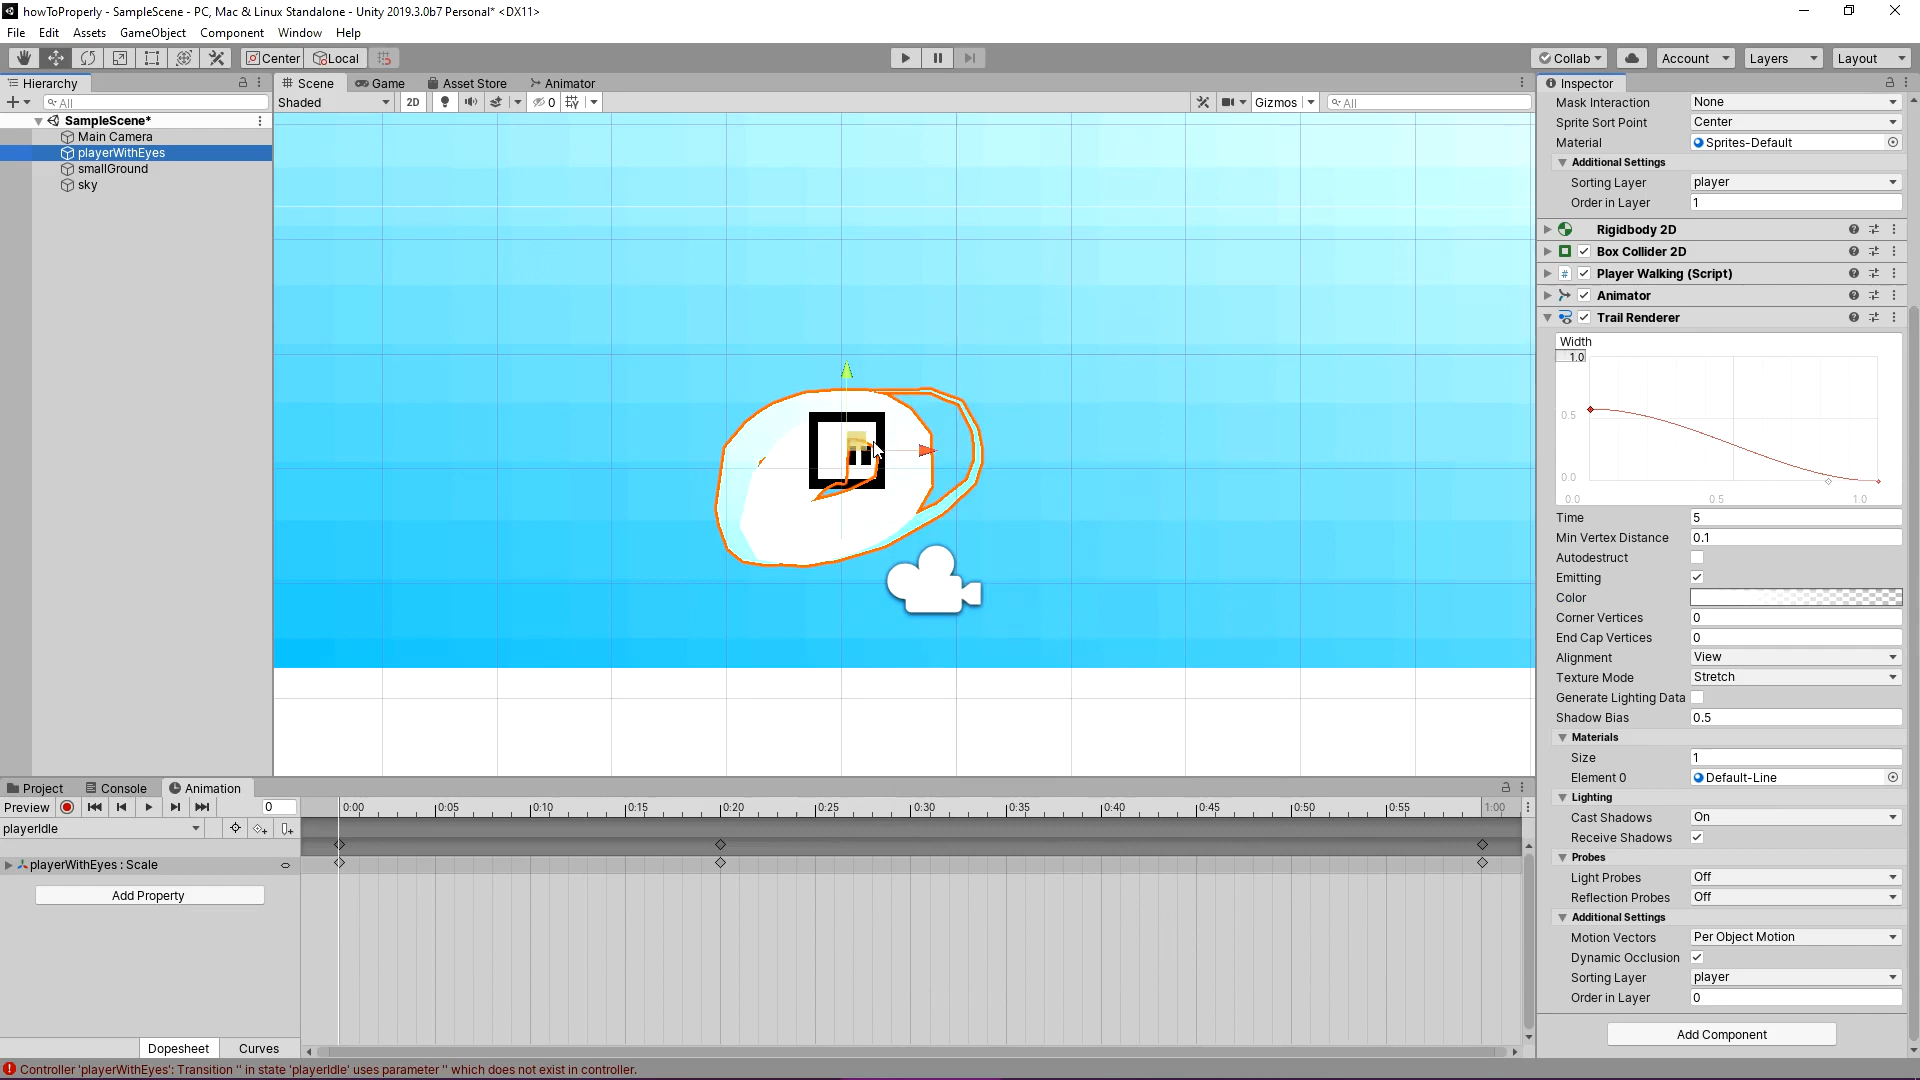 howToProperly - SampleScene - PC, Mac & Linux Standalone - Unity 2019.3.0b7 Personal* <DX11>
File Edit Assets GameObject Component Window Help
Center Local Collab Account Layers Layout
Hierarchy Scene Game Asset Store Animator Inspector
All Shaded 2D 0 Gizmos All
SampleScene*
Main Camera
playerWithEyes
smallGround
sky
Mask Interaction None
Sprite Sort Point Center
Material Sprites-Default
Additional Settings
Sorting Layer player
Order in Layer 1
Rigidbody 2D
Box Collider 2D
# Player Walking (Script)
Animator
Trail Renderer
Width
1.0
0.5
0.0
0.0 0.5 1.0
Time 5
Min Vertex Distance 0.1
Autodestruct
Emitting
Color
Corner Vertices 0
End Cap Vertices 0
Alignment View
Texture Mode Stretch
Generate Lighting Data
Shadow Bias 0.5
Materials
Size 1
Element 0 Default-Line
Lighting
Cast Shadows On
Receive Shadows
Probes
Light Probes Off
Reflection Probes Off
Additional Settings
Motion Vectors Per Object Motion
Dynamic Occlusion
Sorting Layer player
Order in Layer 0
Add Component
Project Console Animation
Preview 0 0:00 0:05 0:10 0:15 0:20 0:25 0:30 0:35 0:40 0:45 0:50 0:55 1:00
playerIdle
playerWithEyes : Scale
Add Property
Dopesheet Curves
Controller 'playerWithEyes': Transition '' in state 'playerIdle' uses parameter '' which does not exist in controller.